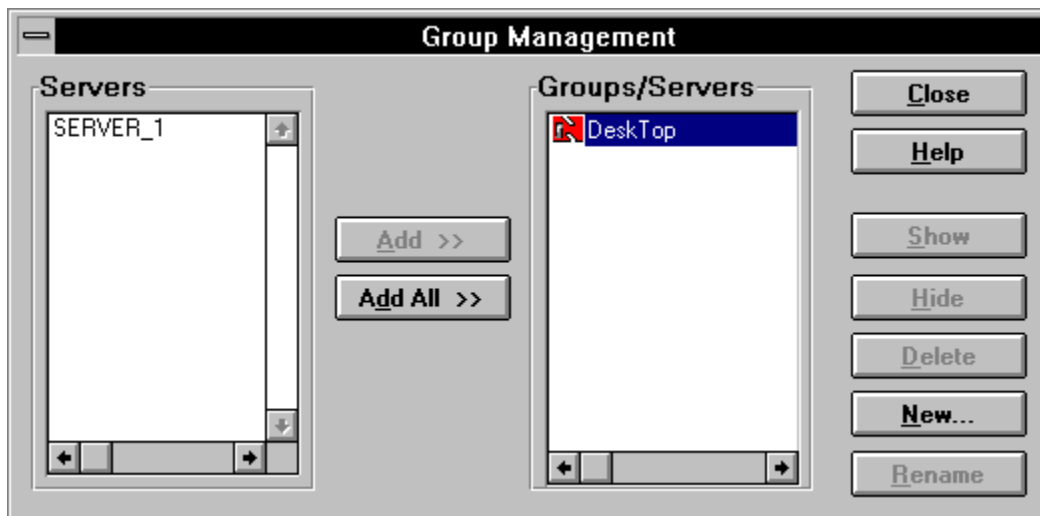 Group Management
Servers
SERVER_1
Add >>
Add All >>
Groups/Servers
DeskTop
Close
Help
Show
Hide
Delete
New...
Rename